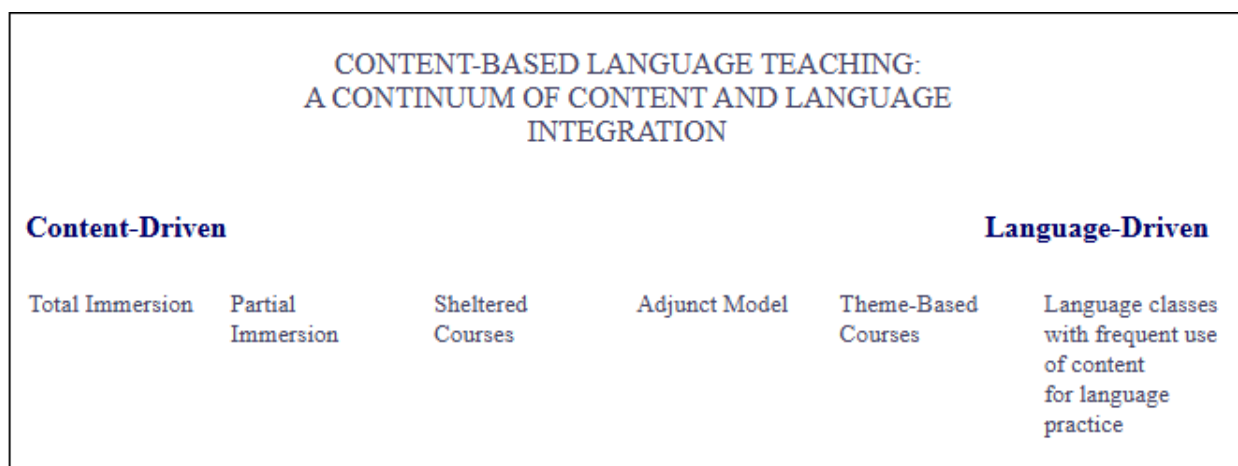 CONTENT-BASED LANGUAGE TEACHING:
A CONTINUUM OF CONTENT AND LANGUAGE
INTEGRATION
Content-Driven
Language-Driven
Total Immersion
Partial
Immersion
Sheltered
Courses
Adjunct Model
Theme-Based
Courses
Language classes
with frequent use
of content
for language
practice